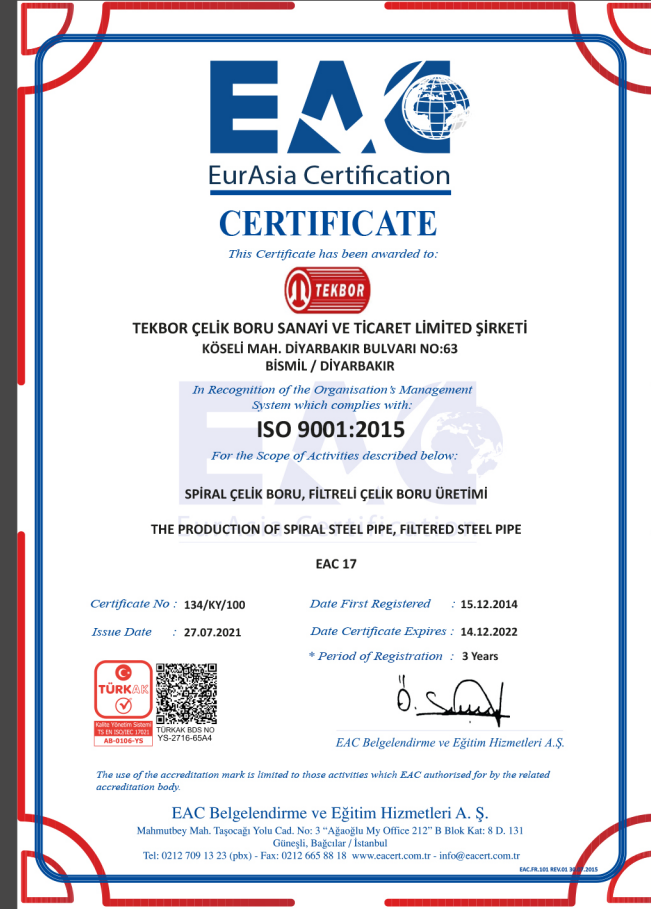 EAC
EurAsia Certification
CERTIFICATE
This Certificate has been awarded to:
TEKBOR
TEKBOR ÇELİK BORU SANAYİ VE TİCARET LİMİTED ŞİRKETİ
KÖSELİ MAH. DİYARBAKIR BULVARI NO:63
BİSMİL / DİYARBAKIR
In Recognition of the Organisation's Management
System which complies with:
ISO 9001:2015
For the Scope of Activities described below:
SPİRAL ÇELİK BORU, FİLTRELİ ÇELİK BORU ÜRETİMİ
THE PRODUCTION OF SPIRAL STEEL PIPE, FILTERED STEEL PIPE
EAC 17
Certificate No : 134/KY/100
Date First Registered : 15.12.2014
Issue Date : 27.07.2021
Date Certificate Expires : 14.12.2022
* Period of Registration : 3 Years
TÜRKAK
Kalite Yönetim Sistemi
TS EN ISO/IEC 17021
AB-0106-YS
TÜRKAK BDS NO
YS-2716-65A4
EAC Belgelendirme ve Eğitim Hizmetleri A.Ş.
The use of the accreditation mark is limited to those activities which EAC authorised for by the related
accreditation body.
EAC Belgelendirme ve Eğitim Hizmetleri A. Ş.
Mahmutbey Mah. Taşocağı Yolu Cad. No: 3 “Ağaoğlu My Office 212” B Blok Kat: 8 D. 131
Güneşli, Bağcılar / İstanbul
Tel: 0212 709 13 23 (pbx) - Fax: 0212 665 88 18 www.eacert.com.tr - info@eacert.com.tr
EAC.FR.101 REV.01